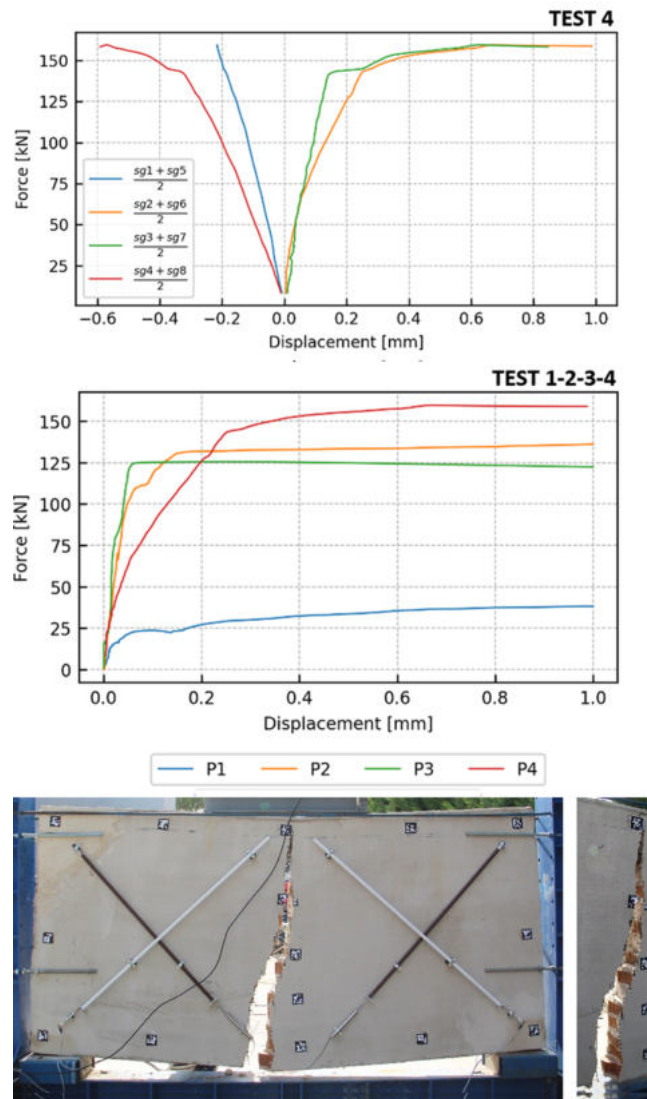 TEST 4
Force [kN]
150
125
100
75
50
25
sg1 + sg5
2
sg2 + sg6
2
sg3 + sg7
2
sg4 + sg8
2
−0.6 −0.4 −0.2 0.0 0.2 0.4 0.6 0.8 1.0
Displacement [mm]
TEST 1-2-3-4
Force [kN]
150
125
100
75
50
25
0
0.0 0.2 0.4 0.6 0.8 1.0
Displacement [mm]
P1 P2 P3 P4